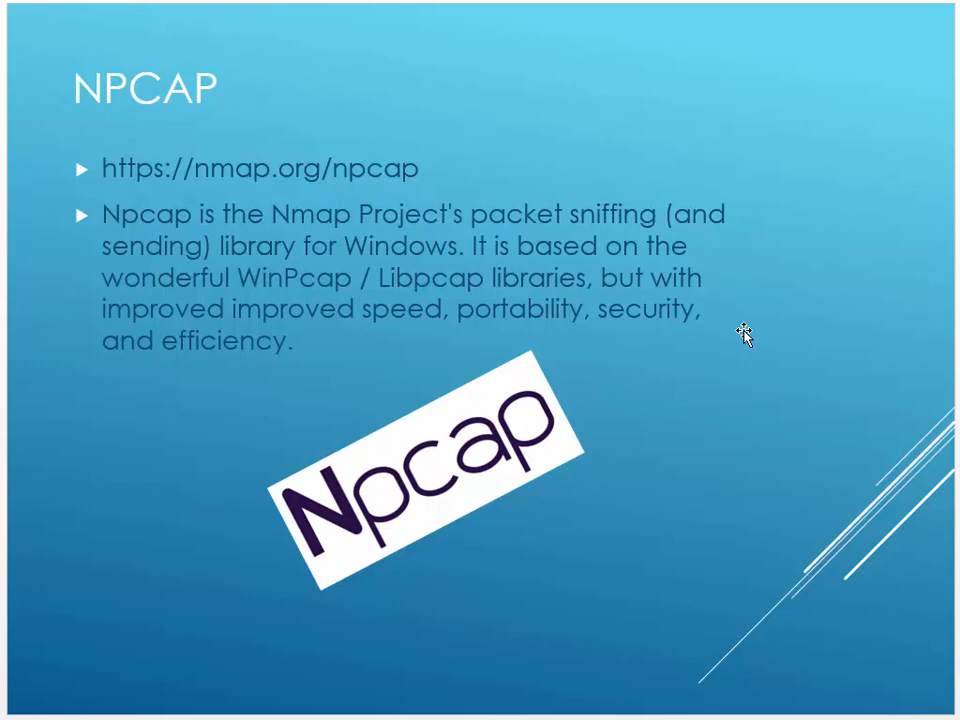 NPCAP
https://nmap.org/npcap
Npcap is the Nmap Project's packet sniffing (and
sending) library for Windows. It is based on the
wonderful WinPcap / Libpcap libraries, but with
improved improved speed, portability, security,
and efficiency.
Npcap